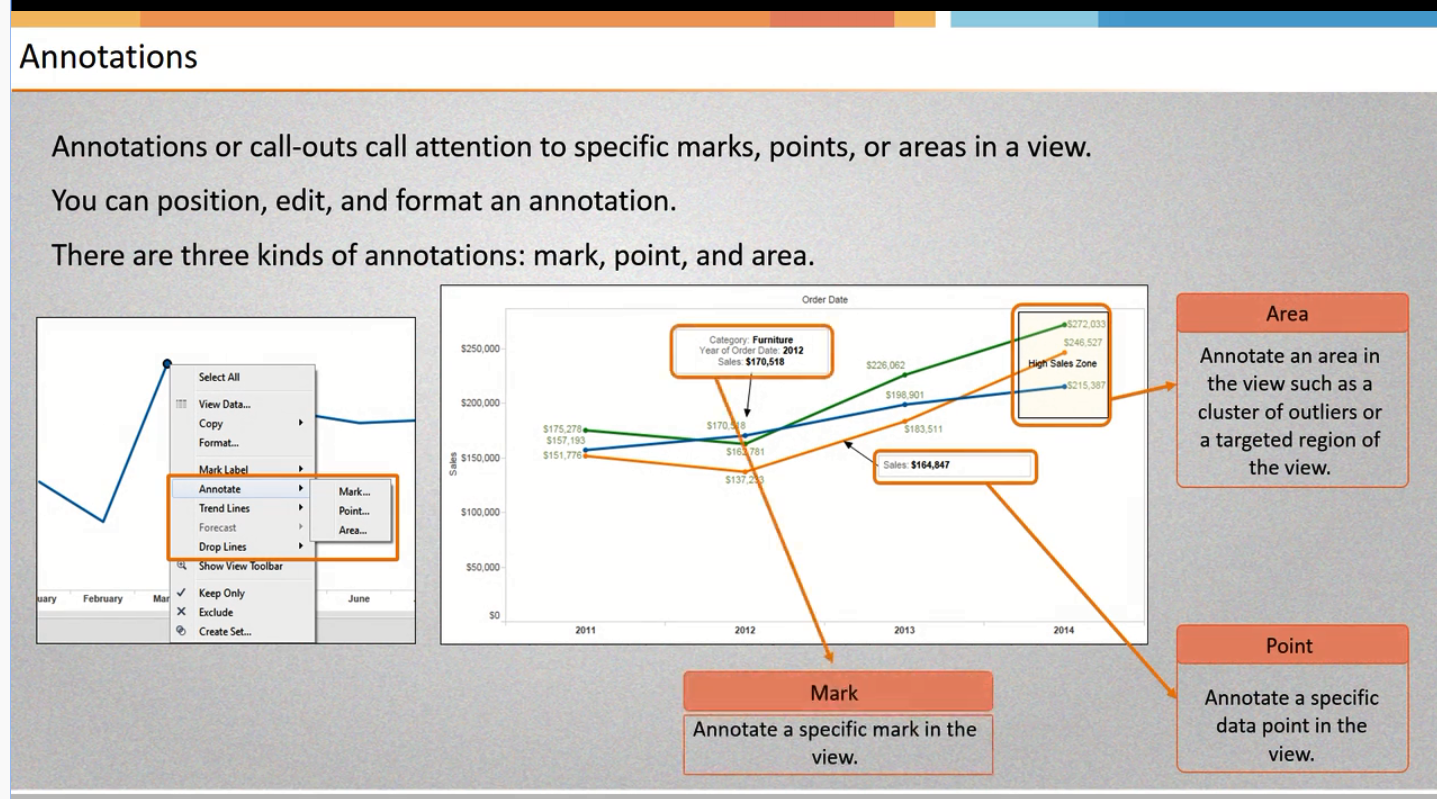 Annotations
Annotations or call-outs call attention to specific marks, points, or areas in a view.
You can position, edit, and format an annotation.
There are three kinds of annotations: mark, point, and area.
Select All
View Data...
Copy
Format...
Mark Label
Annotate
Trend Lines
Forecast
Drop Lines
Show View Toolbar
Keep Only
Exclude
Create Set...
Mark...
Point...
Area...
uary
February
Mar
June
Order Date
Sales
$250,000
$200,000
$150,000
$100,000
$50,000
$0
2011
2012
2013
2014
Category: Furniture
Year of Order Date: 2012
Sales: $170,518
$175,278
$157,193
$151,776
$170,518
$162,781
$226,062
$198,901
$183,511
$272,033
$246,527
High Sales Zone
$215,387
Sales: $164,847
Area
Annotate an area in
the view such as a
cluster of outliers or
a targeted region of
the view.
Mark
Annotate a specific mark in the
view.
Point
Annotate a specific
data point in the
view.